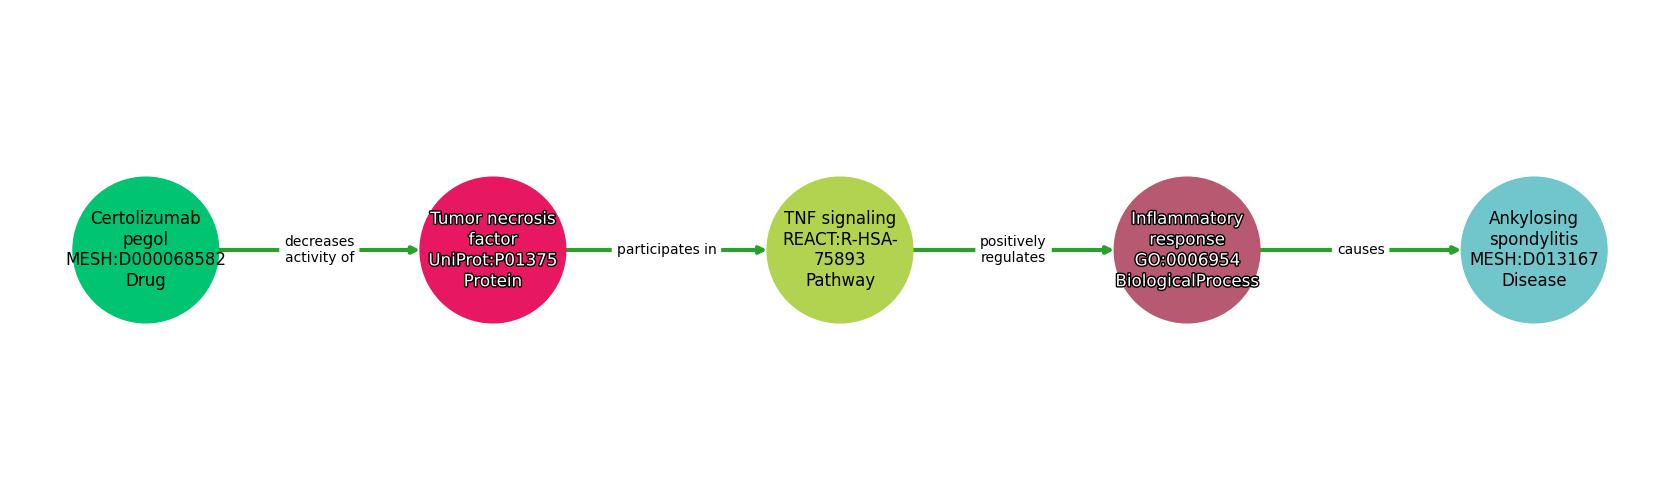 Certolizumab
pegol
MESH:D000068582
Drug
decreases
activity of
Tumor necrosis
factor
UniProt:P01375
Protein
participates in
TNF signaling
REACT:R-HSA-
75893
Pathway
positively
regulates
Inflammatory
response
GO:0006954
BiologicalProcess
causes
Ankylosing
spondylitis
MESH:D013167
Disease